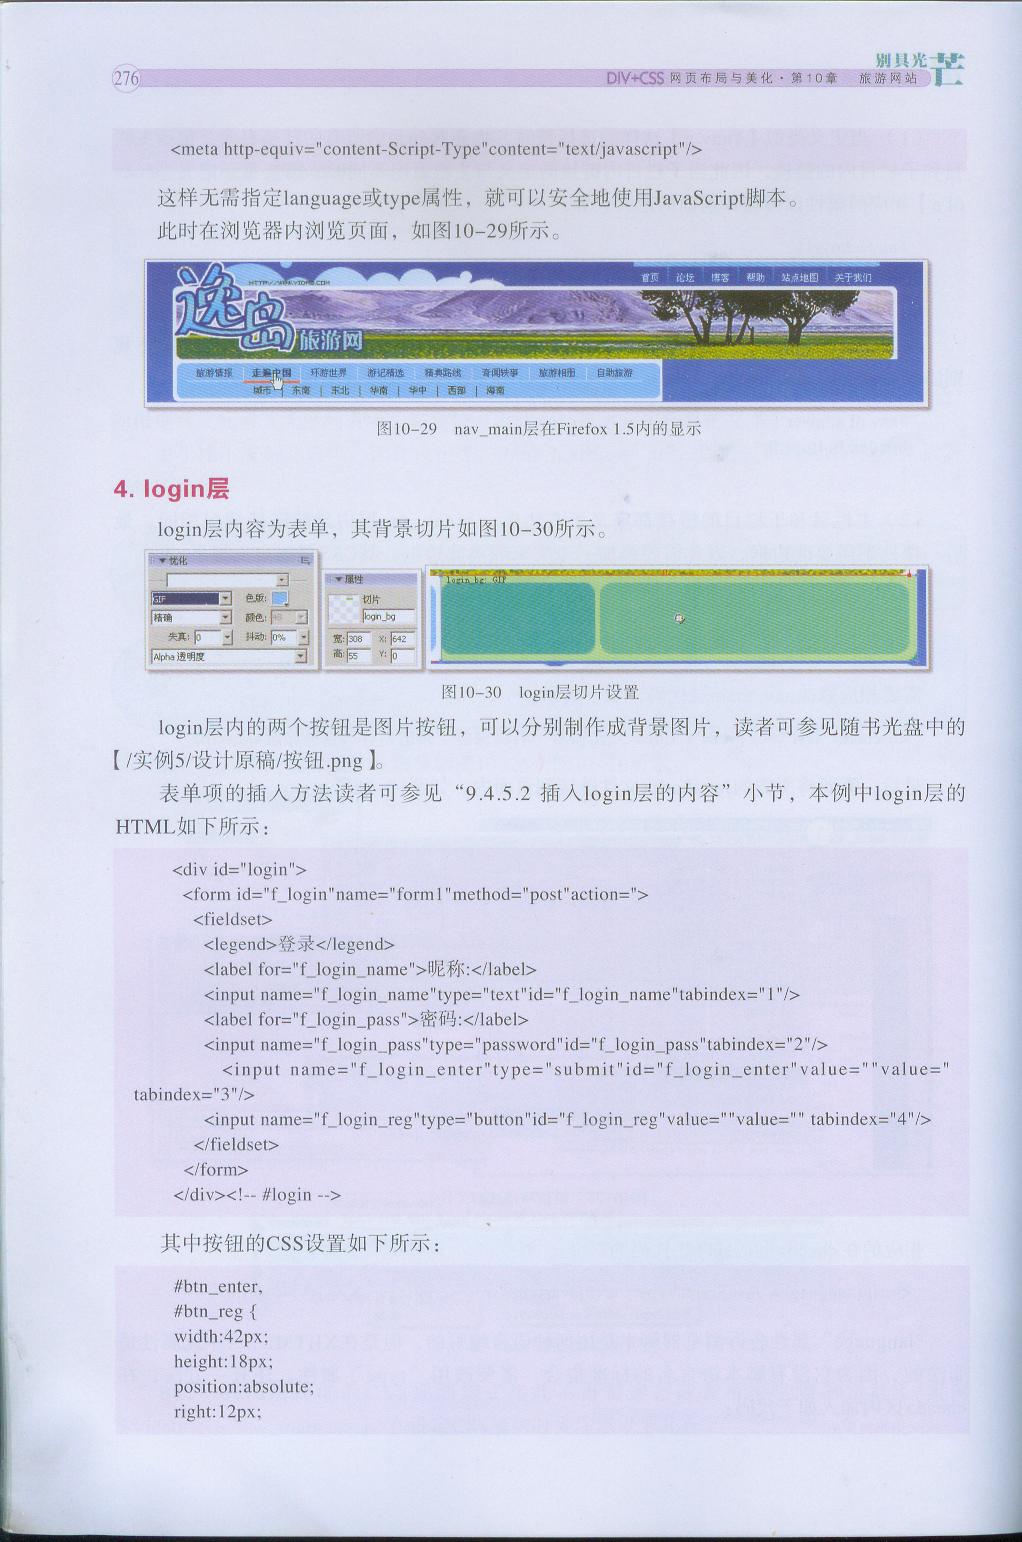 276
DIV+CSS 网页布局与美化·第10章 旅游网站
别具光芒
<meta http-equiv="content-Script-Type"content="text/javascript"/>
这样无需指定language或type属性，就可以安全地使用JavaScript脚本。
此时在浏览器内浏览页面，如图10-29所示。
首页 论坛 博客 帮助 站点地图 关于我们
逸岛旅游网
旅游情报 走遍中国 环游世界 游记精选 精典路线 奇闻轶事 旅游相册 自助旅游
城市 | 东南 | 东北 | 华南 | 华中 | 西部 | 海南
图10-29 nav_main层在Firefox 1.5内的显示
4. login层
login层内容为表单，其背景切片如图10-30所示。
优化
GIF 色版:
精确 颜色:
失真: 0 抖动: 0%
Alpha 透明度
属性
切片
login_bg
宽: 308 X: 642
高: 55 Y: 0
login_bg: GIF
图10-30 login层切片设置
login层内的两个按钮是图片按钮，可以分别制作成背景图片，读者可参见随书光盘中的
【/实例5/设计原稿/按钮.png】。
表单项的插入方法读者可参见“9.4.5.2 插入login层的内容”小节，本例中login层的
HTML如下所示：
<div id="login">
<form id="f_login"name="form1"method="post"action=">
<fieldset>
<legend>登录</legend>
<label for="f_login_name">昵称:</label>
<input name="f_login_name"type="text"id="f_login_name"tabindex="1"/>
<label for="f_login_pass">密码:</label>
<input name="f_login_pass"type="password"id="f_login_pass"tabindex="2"/>
<input name="f_login_enter"type="submit"id="f_login_enter"value=""value="
tabindex="3"/>
<input name="f_login_reg"type="button"id="f_login_reg"value=""value="" tabindex="4"/>
</fieldset>
</form>
</div><!-- #login -->
其中按钮的CSS设置如下所示：
#btn_enter,
#btn_reg {
width:42px;
height:18px;
position:absolute;
right:12px;